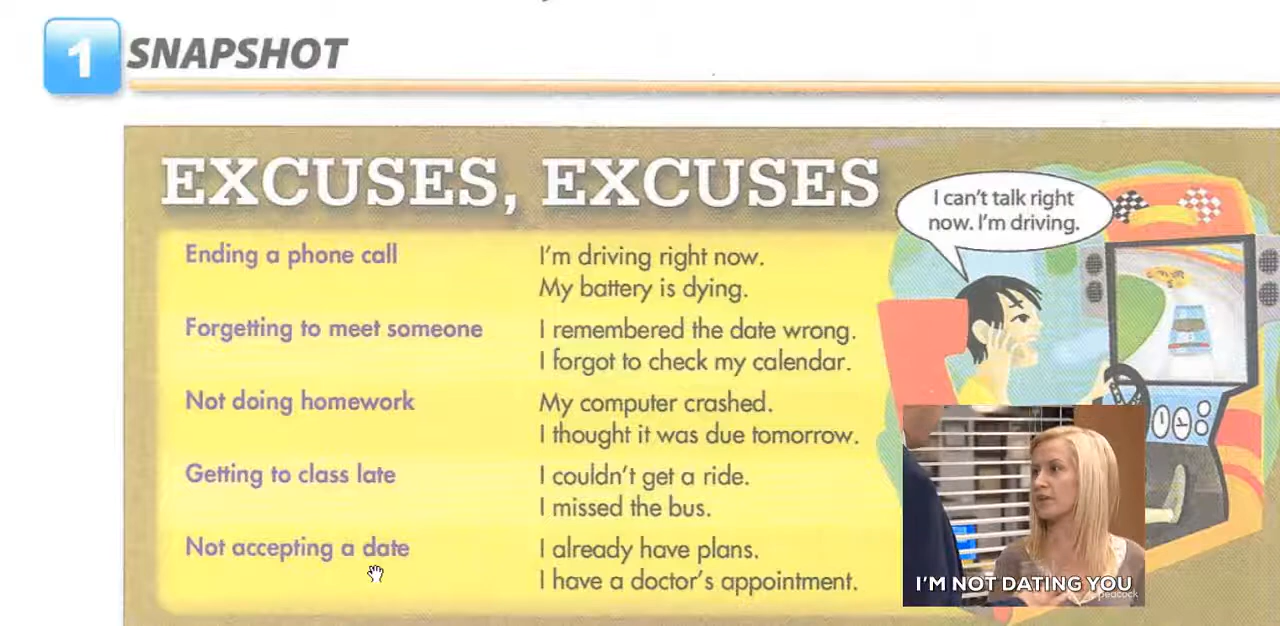 1 SNAPSHOT
EXCUSES, EXCUSES
I can't talk right
now. I'm driving.
Ending a phone call
I'm driving right now.
My battery is dying.
Forgetting to meet someone
I remembered the date wrong.
I forgot to check my calendar.
Not doing homework
My computer crashed.
I thought it was due tomorrow.
Getting to class late
I couldn't get a ride.
I missed the bus.
Not accepting a date
I already have plans.
I have a doctor's appointment.
I'M NOT DATING YOU
peacock